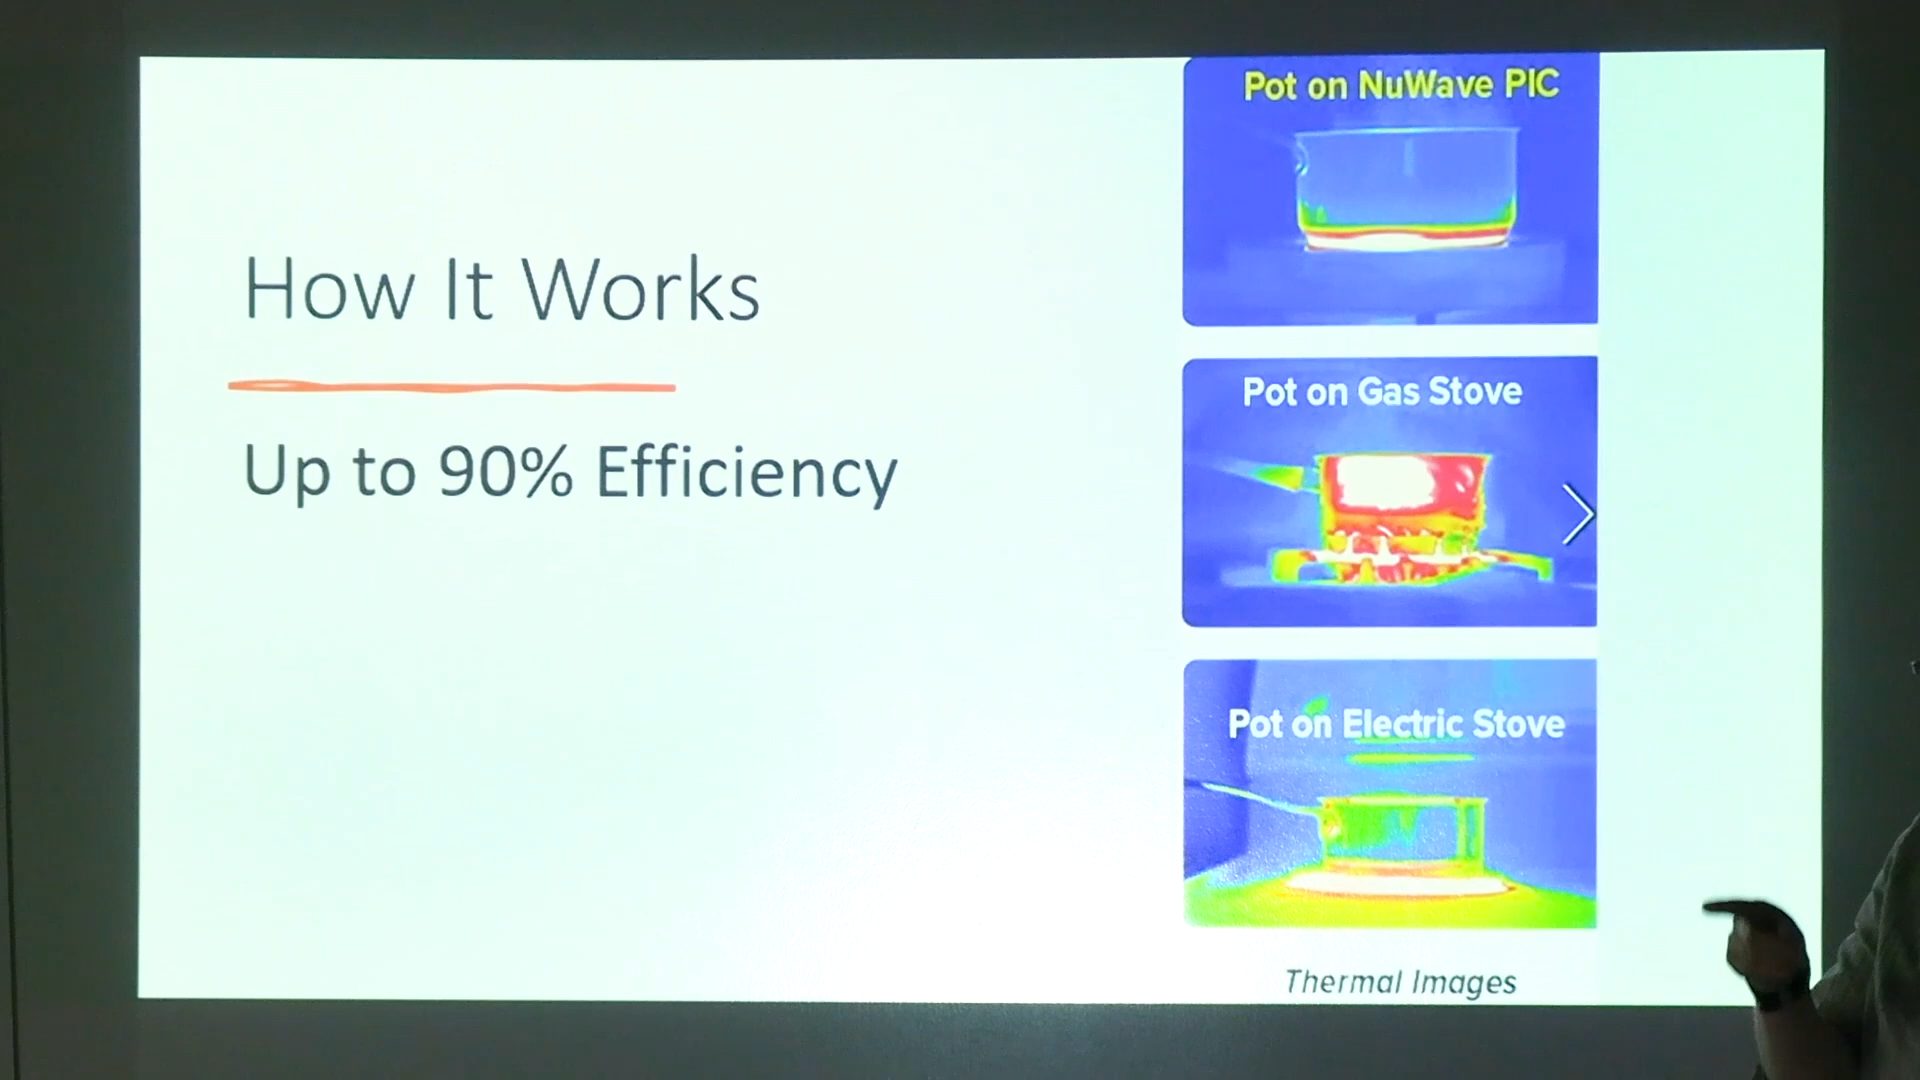 How It Works
Up to 90% Efficiency
Pot on NuWave PIC
Pot on Gas Stove
Pot on Electric Stove
Thermal Images